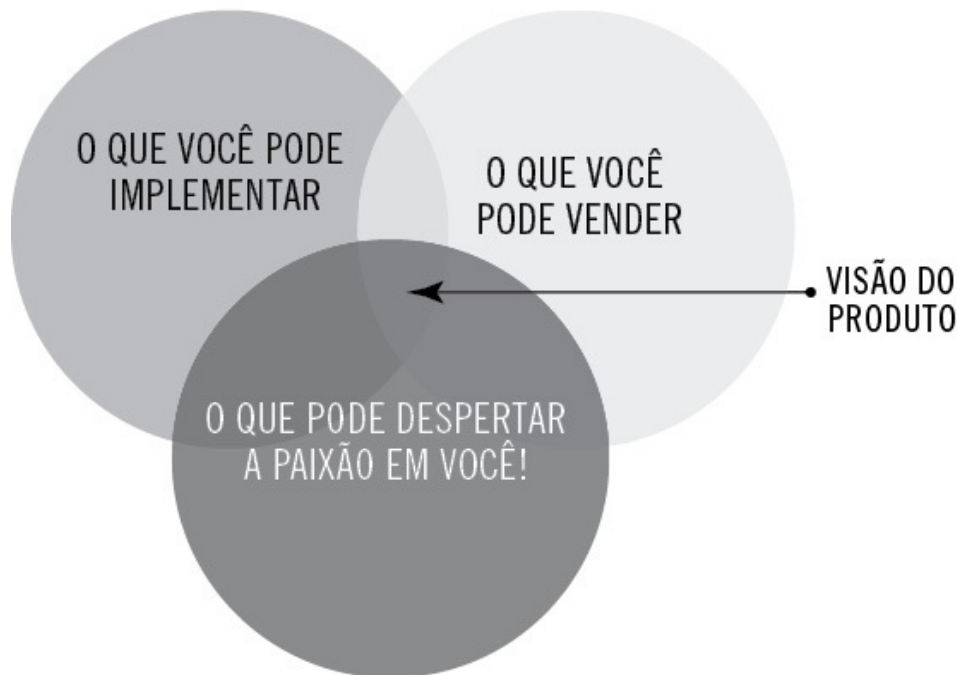 O QUE VOCÊ PODE
IMPLEMENTAR
O QUE VOCÊ
PODE VENDER
VISÃO DO
PRODUTO
O QUE PODE DESPERTAR
A PAIXÃO EM VOCÊ!